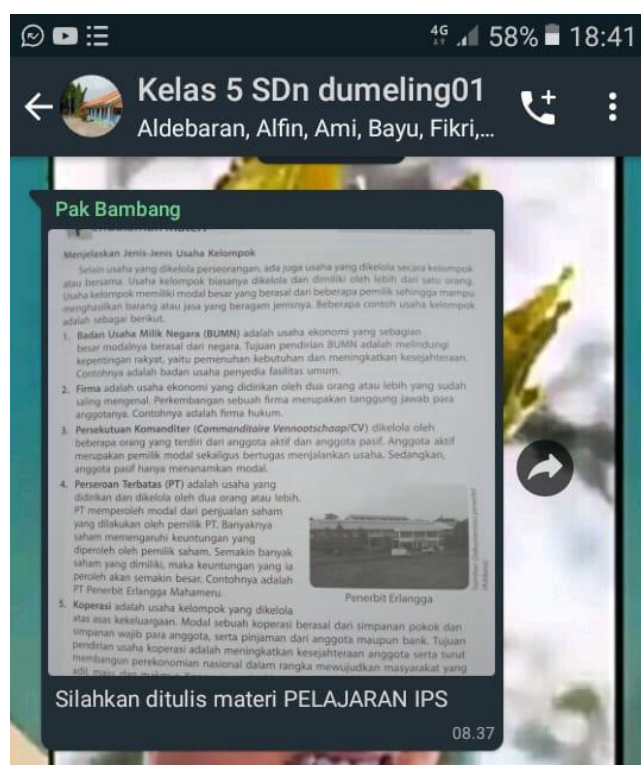 4G 58% 18:41
Kelas 5 SDn dumeling01
Aldebaran, Alfin, Ami, Bayu, Fikri,...
Pak Bambang
Menjelaskan Jenis-Jenis Usaha Kelompok
Selain usaha yang dikelola perseorangan, ada juga usaha yang dikelola secara kelompok
atau bersama. Usaha kelompok biasanya dikelola dan dimiliki oleh lebih dari satu orang.
Usaha kelompok memiliki modal besar yang berasal dari beberapa pemilik sehingga mampu
menghasilkan barang atau jasa yang beragam jenisnya. Beberapa contoh usaha kelompok
adalah sebagai berikut.
1. Badan Usaha Milik Negara (BUMN) adalah usaha ekonomi yang sebagian
besar modalnya berasal dari negara. Tujuan pendirian BUMN adalah melindungi
kepentingan rakyat, yaitu pemenuhan kebutuhan dan meningkatkan kesejahteraan.
Contohnya adalah badan usaha penyedia fasilitas umum.
2. Firma adalah usaha ekonomi yang didirikan oleh dua orang atau lebih yang sudah
saling mengenal. Perkembangan sebuah firma merupakan tanggung jawab para
anggotanya. Contohnya adalah firma hukum.
3. Persekutuan Komanditer (Commanditaire Vennootschaap/CV) dikelola oleh
beberapa orang yang terdiri dari anggota aktif dan anggota pasif. Anggota aktif
merupakan pemilik modal sekaligus bertugas menjalankan usaha. Sedangkan,
anggota pasif hanya menanamkan modal.
4. Perseroan Terbatas (PT) adalah usaha yang
didirikan dan dikelola oleh dua orang atau lebih.
PT memperoleh modal dari penjualan saham
yang dilakukan oleh pemilik PT. Banyaknya
saham memengaruhi keuntungan yang
diperoleh oleh pemilik saham. Semakin banyak
saham yang dimiliki, maka keuntungan yang ia
peroleh akan semakin besar. Contohnya adalah
PT Penerbit Erlangga Mahameru.
Penerbit Erlangga
5. Koperasi adalah usaha kelompok yang dikelola
atas asas kekeluargaan. Modal sebuah koperasi berasal dari simpanan pokok dan
simpanan wajib para anggota, serta pinjaman dari anggota maupun bank. Tujuan
pendirian usaha koperasi adalah meningkatkan kesejahteraan anggota serta turut
membangun perekonomian nasional dalam rangka mewujudkan masyarakat yang
Silahkan ditulis materi PELAJARAN IPS
08.37